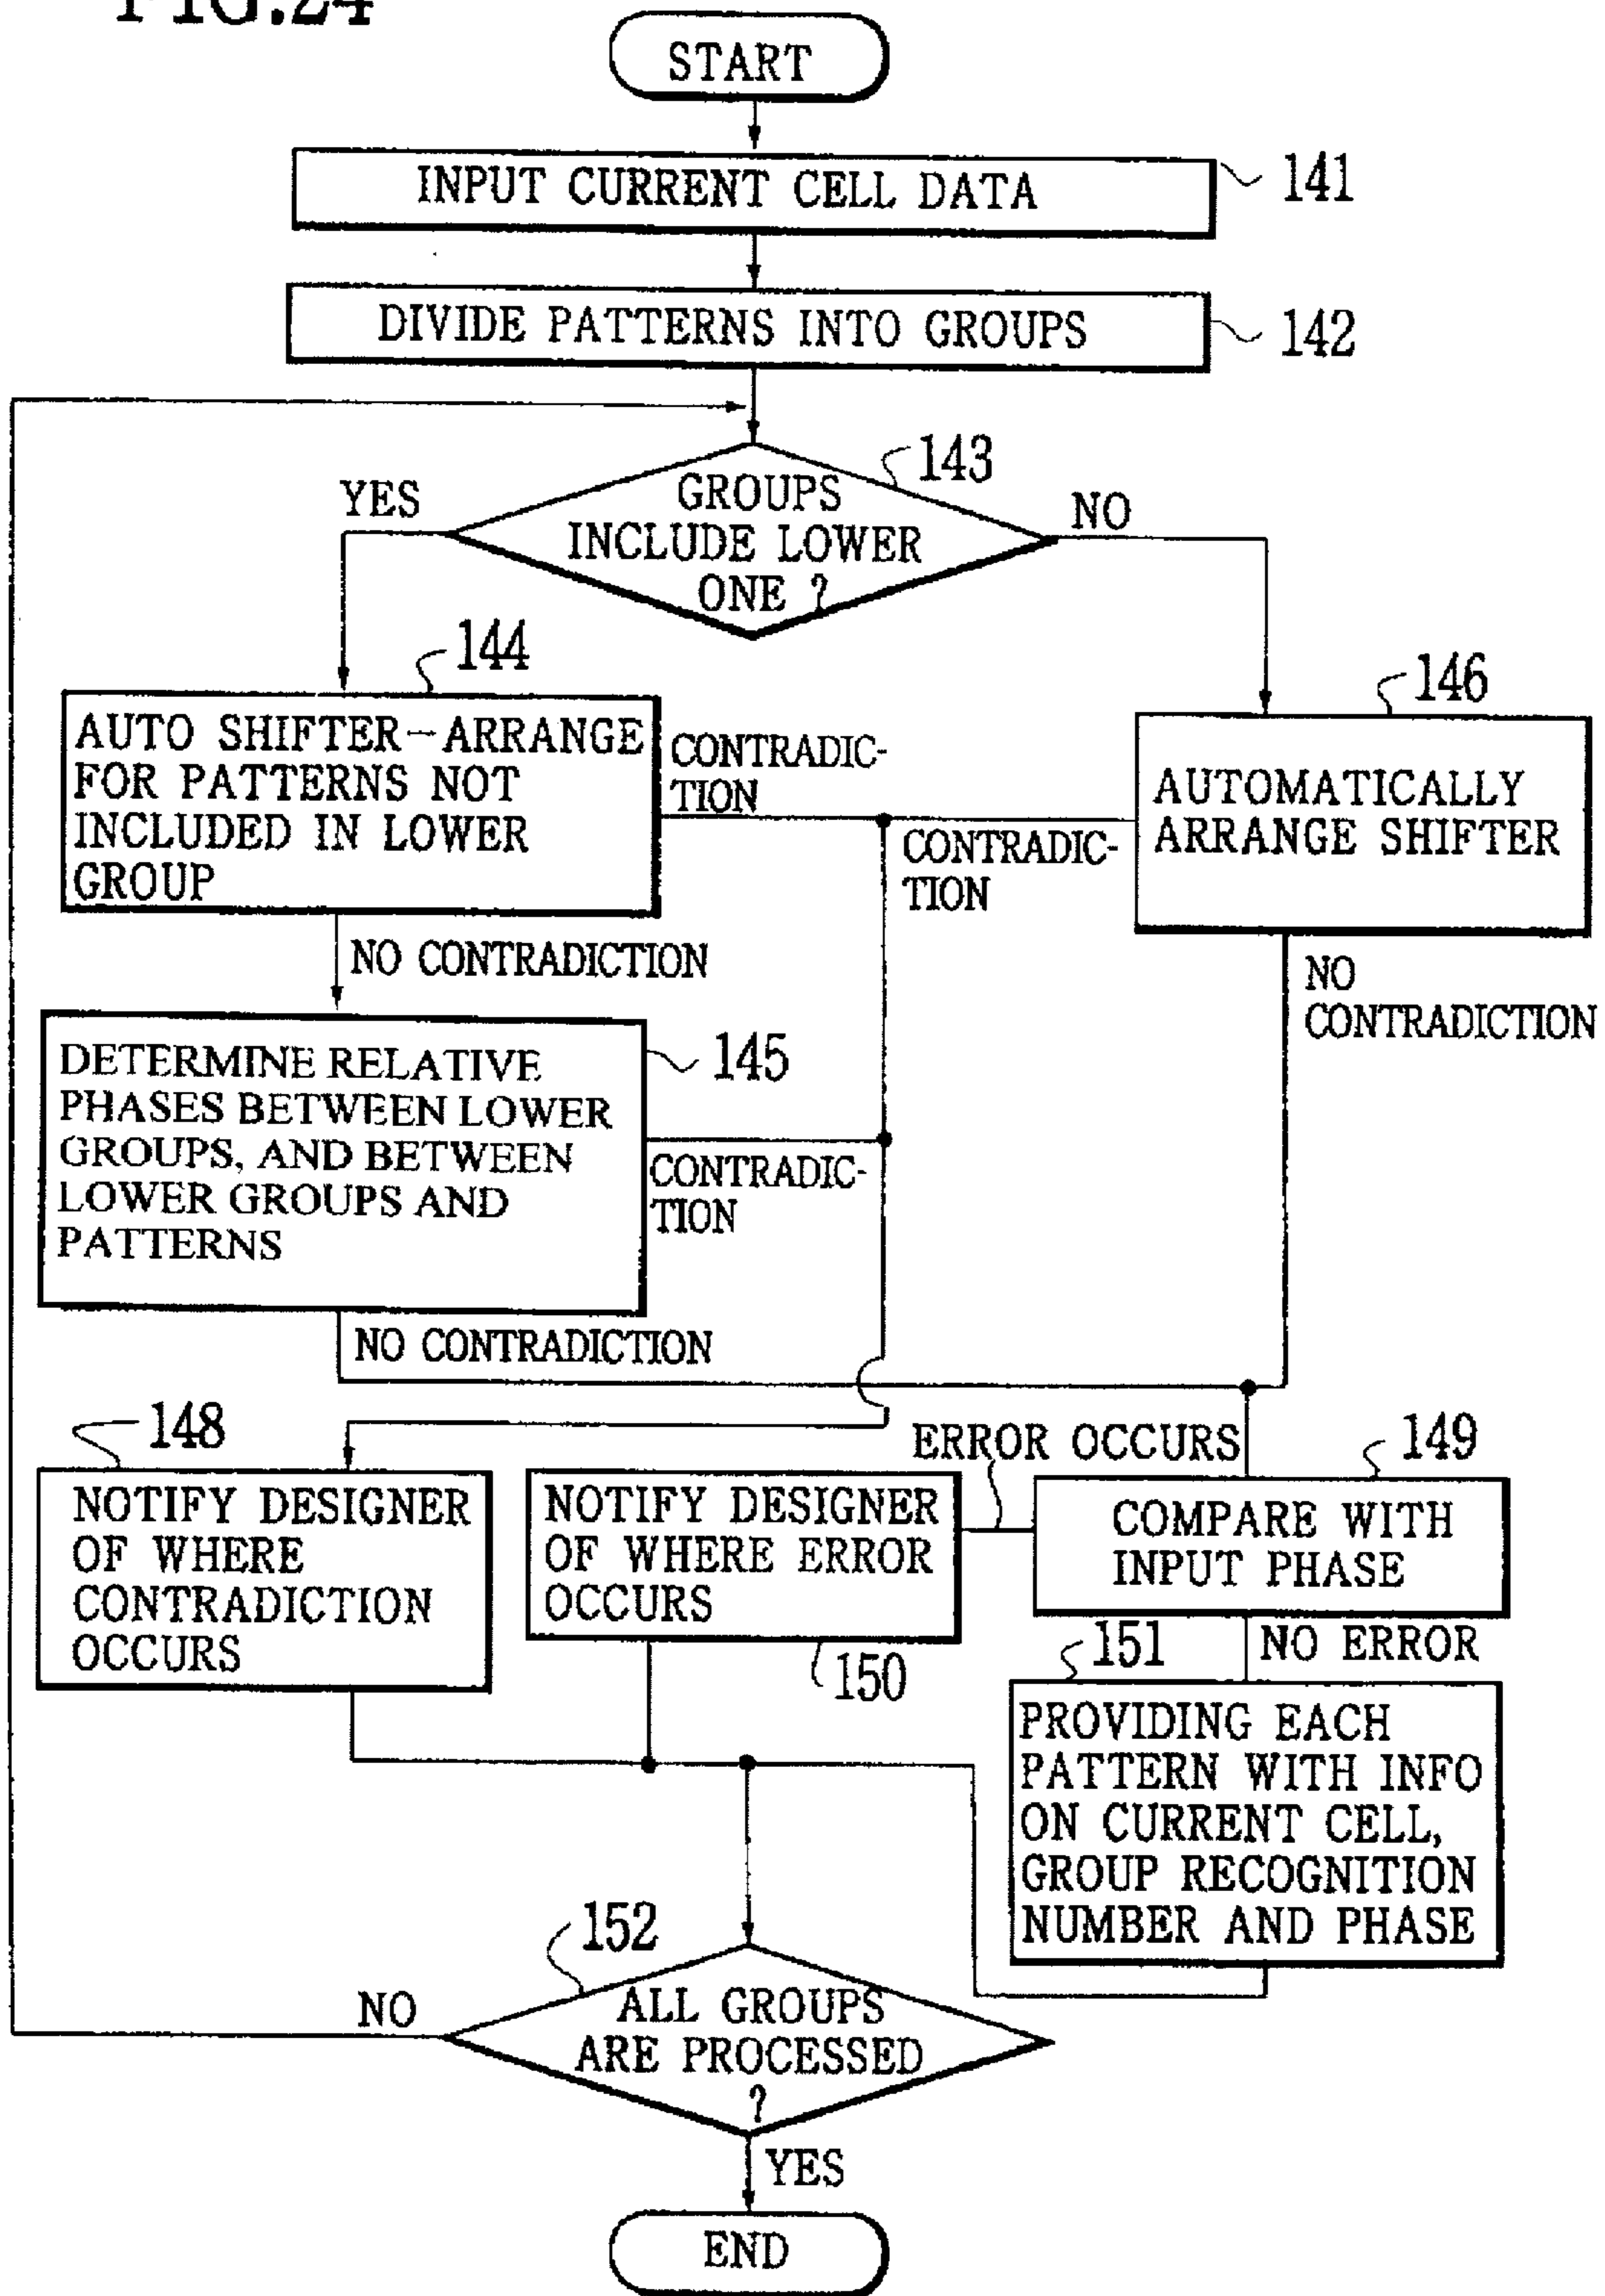 FIG.24
START
INPUT CURRENT CELL DATA
141
DIVIDE PATTERNS INTO GROUPS
142
143
YES
GROUPS
INCLUDE LOWER
ONE ?
NO
144
AUTO SHIFTER-ARRANGE
FOR PATTERNS NOT
INCLUDED IN LOWER
GROUP
CONTRADIC-
TION
CONTRADIC-
TION
146
AUTOMATICALLY
ARRANGE SHIFTER
NO CONTRADICTION
NO
CONTRADICTION
DETERMINE RELATIVE
PHASES BETWEEN LOWER
GROUPS, AND BETWEEN
LOWER GROUPS AND
PATTERNS
145
CONTRADIC-
TION
NO CONTRADICTION
148
NOTIFY DESIGNER
OF WHERE
CONTRADICTION
OCCURS
NOTIFY DESIGNER
OF WHERE ERROR
OCCURS
150
ERROR OCCURS
149
COMPARE WITH
INPUT PHASE
NO ERROR
151
PROVIDING EACH
PATTERN WITH INFO
ON CURRENT CELL,
GROUP RECOGNITION
NUMBER AND PHASE
152
NO
ALL GROUPS
ARE PROCESSED
?
YES
END